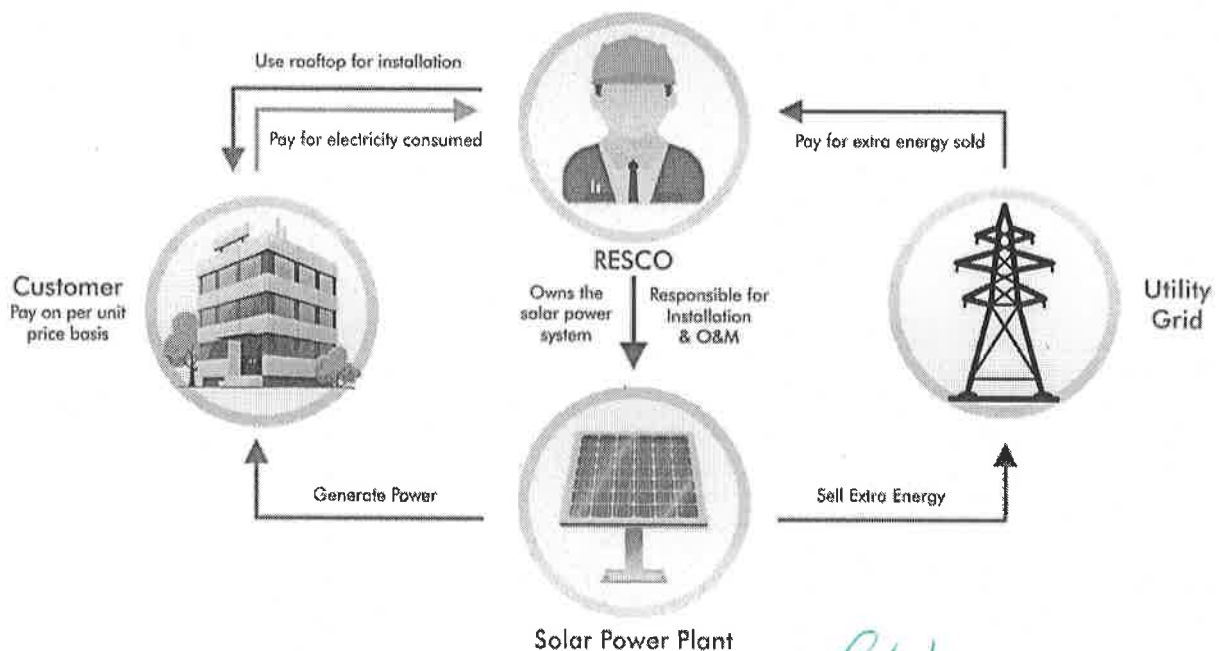 Use rooftop for installation
Pay for electricity consumed
Pay for extra energy sold
RESCO
Owns the
solar power
system
Responsible for
Installation
& O&M
Customer
Pay on per unit
price basis
Utility
Grid
Generate Power
Sell Extra Energy
Solar Power Plant